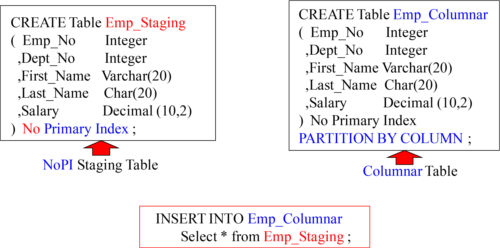 CREATE Table Emp_Staging
( Emp_No Integer
,Dept_No Integer
,First_Name Varchar(20)
,Last_Name Char(20)
,Salary Decimal (10,2)
) No Primary Index ;
NoPI Staging Table
CREATE Table Emp_Columnar
( Emp_No Integer
,Dept_No Integer
,First_Name Varchar(20)
,Last_Name Char(20)
,Salary Decimal (10,2)
) No Primary Index
PARTITION BY COLUMN ;
Columnar Table
INSERT INTO Emp_Columnar
Select * from Emp_Staging ;